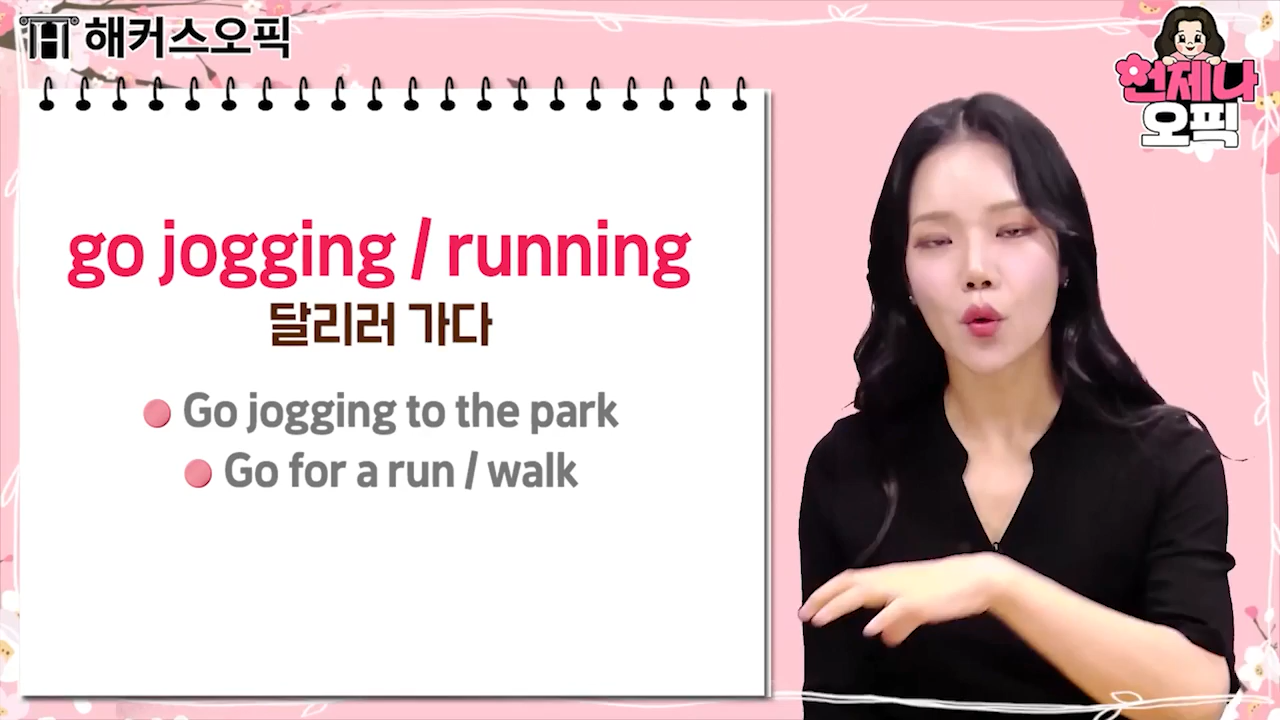 해커스오픽
언제나
오픽
go jogging / running
달리러 가다
Go jogging to the park
Go for a run / walk